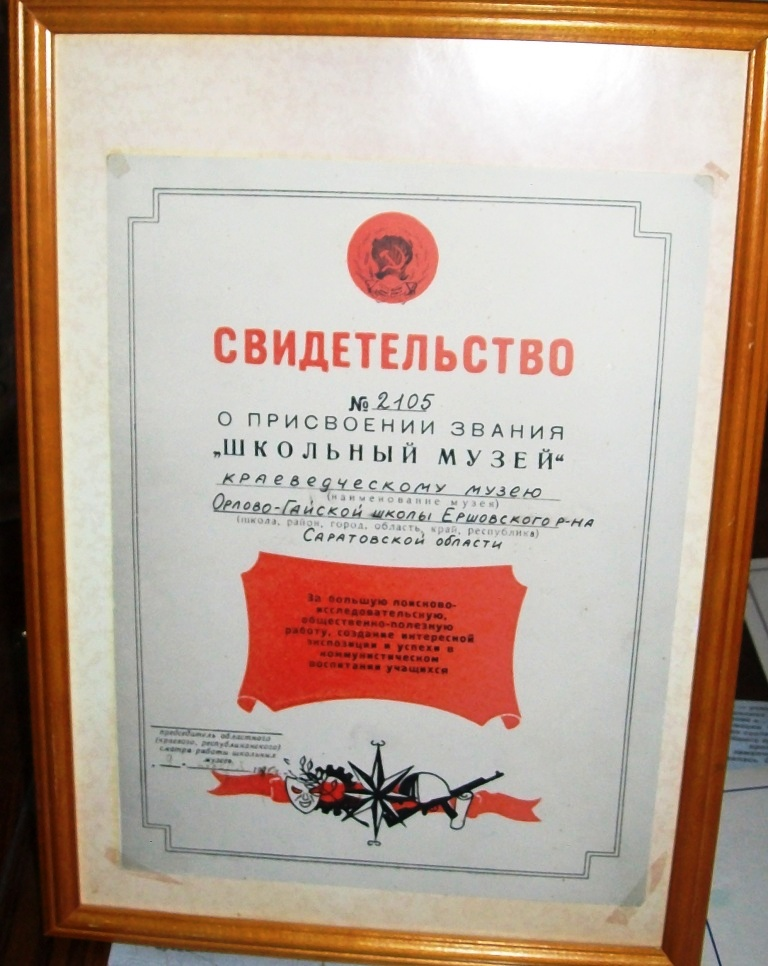 СВИДЕТЕЛЬСТВО
№ 2105
О ПРИСВОЕНИИ ЗВАНИЯ
„ШКОЛЬНЫЙ МУЗЕЙ“
краеведческому музею
(наименование музея)
Орлово-Гайской школы Ершовского р-на
(школа, район, город, область, край, республика)
Саратовской области
За большую поисково-
исследовательскую,
общественно-полезную
работу, создание интересной
экспозиции и успехи в
коммунистическом
воспитании учащихся
председатель областного
(краевого, республиканского)
смотра работы школьных
музеев